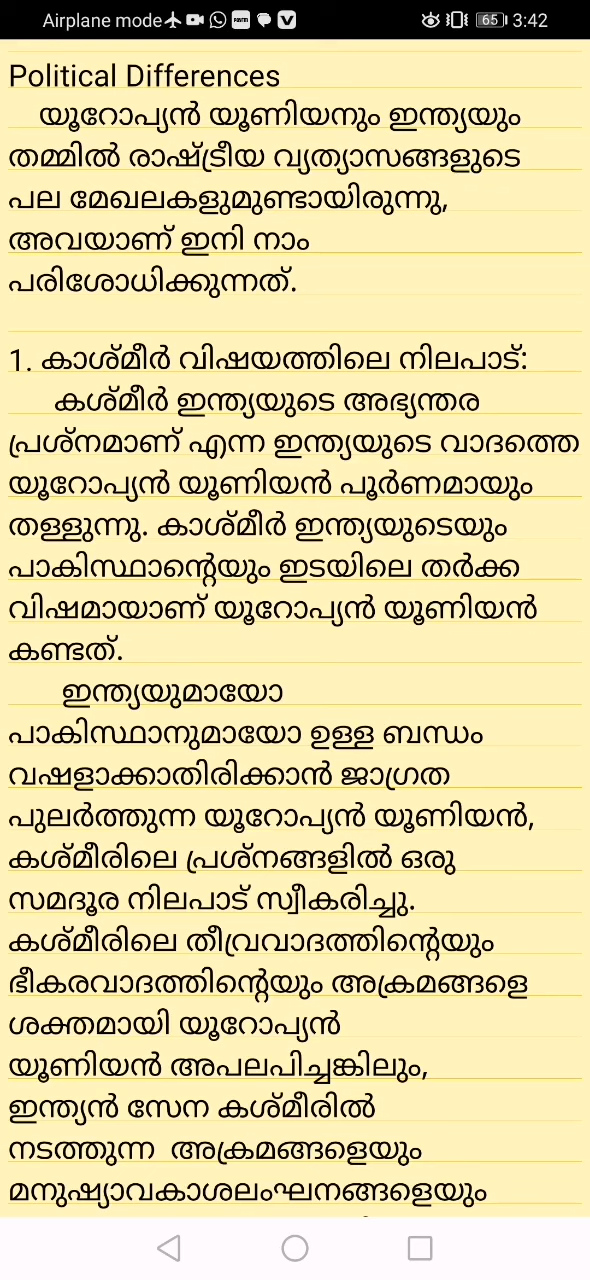 Airplane mode 65 3:42
Political Differences
യൂറോപ്യൻ യൂണിയനും ഇന്ത്യയും
തമ്മിൽ രാഷ്ട്രീയ വ്യത്യാസങ്ങളുടെ
പല മേഖലകളുമുണ്ടായിരുന്നു,
അവയാണ് ഇനി നാം
പരിശോധിക്കുന്നത്.
1. കാശ്മീർ വിഷയത്തിലെ നിലപാട്:
കശ്മീർ ഇന്ത്യയുടെ അഭ്യന്തര
പ്രശ്നമാണ് എന്ന ഇന്ത്യയുടെ വാദത്തെ
യൂറോപ്യൻ യൂണിയൻ പൂർണമായും
തള്ളുന്നു. കാശ്മീർ ഇന്ത്യയുടെയും
പാകിസ്ഥാന്റെയും ഇടയിലെ തർക്ക
വിഷമായാണ് യൂറോപ്യൻ യൂണിയൻ
കണ്ടത്.
ഇന്ത്യയുമായോ
പാകിസ്ഥാനുമായോ ഉള്ള ബന്ധം
വഷളാക്കാതിരിക്കാൻ ജാഗ്രത
പുലർത്തുന്ന യൂറോപ്യൻ യൂണിയൻ,
കശ്മീരിലെ പ്രശ്നങ്ങളിൽ ഒരു
സമദൂര നിലപാട് സ്വീകരിച്ചു.
കശ്മീരിലെ തീവ്രവാദത്തിന്റെയും
ഭീകരവാദത്തിന്റെയും അക്രമങ്ങളെ
ശക്തമായി യൂറോപ്യൻ
യൂണിയൻ അപലപിച്ചങ്കിലും,
ഇന്ത്യൻ സേന കശ്മീരിൽ
നടത്തുന്ന അക്രമങ്ങളെയും
മനുഷ്യാവകാശലംഘനങ്ങളെയും